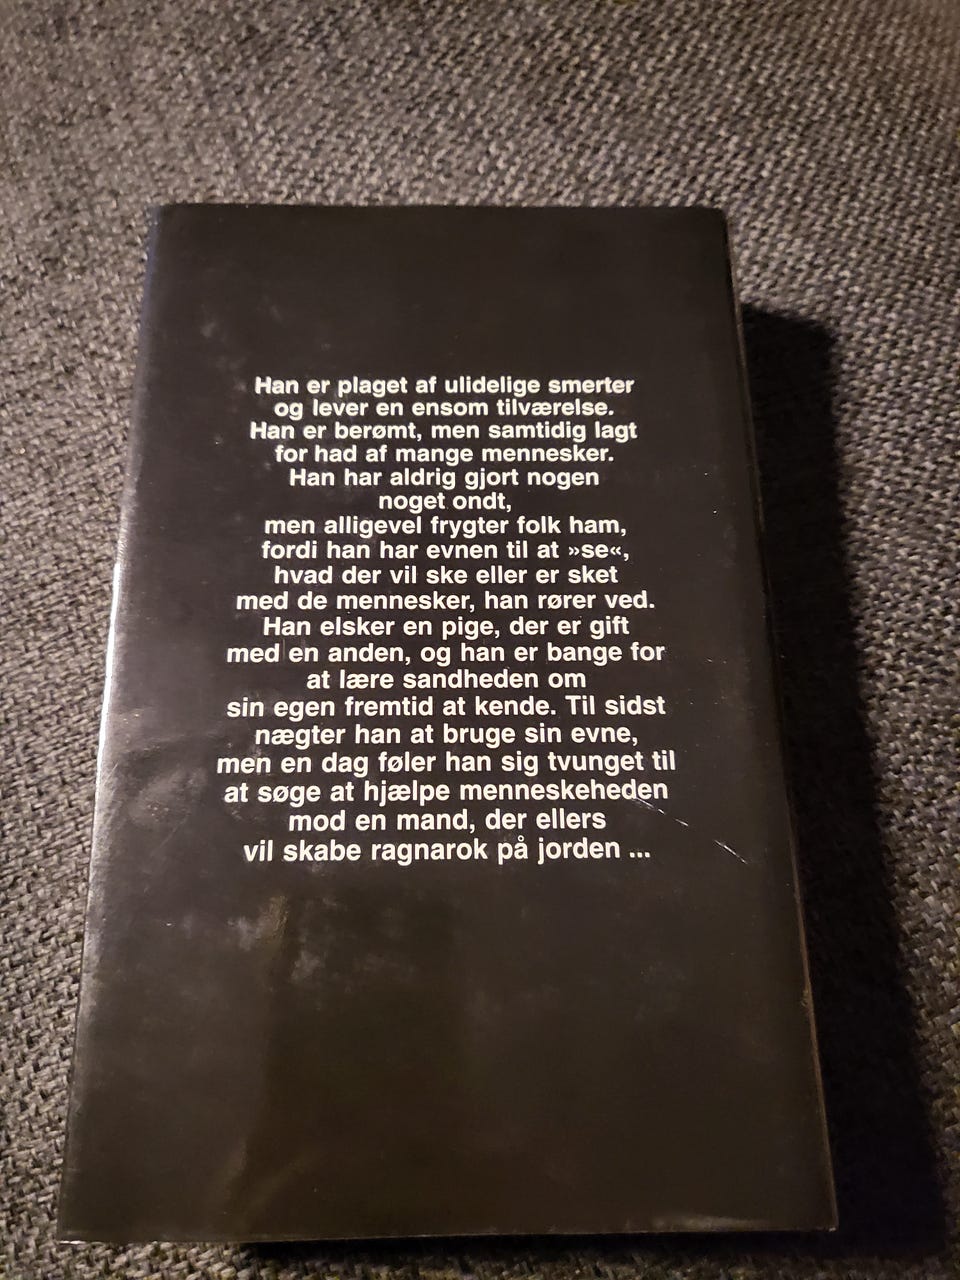 Han er plaget af ulidelige smerter
og lever en ensom tilværelse.
Han er berømt, men samtidig lagt
for had af mange mennesker.
Han har aldrig gjort nogen
noget ondt,
men alligevel frygter folk ham,
fordi han har evnen til at »se«,
hvad der vil ske eller er sket
med de mennesker, han rører ved.
Han elsker en pige, der er gift
med en anden, og han er bange for
at lære sandheden om
sin egen fremtid at kende. Til sidst
nægter han at bruge sin evne,
men en dag føler han sig tvunget til
at søge at hjælpe menneskeheden
mod en mand, der ellers
vil skabe ragnarok på jorden ...